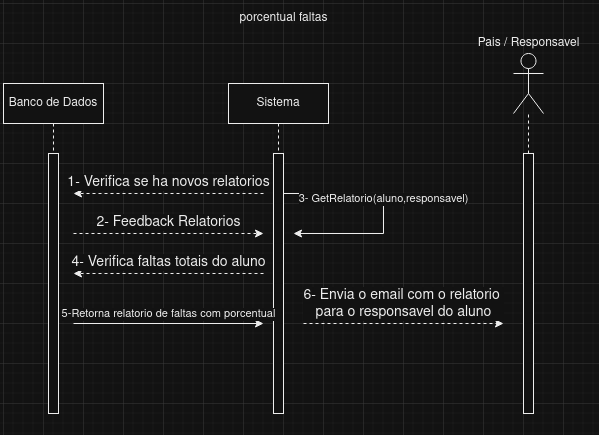 porcentual faltas
Pais / Responsavel
Banco de Dados
Sistema
1- Verifica se ha novos relatorios
3- GetRelatorio(aluno,responsavel)
2- Feedback Relatorios
4- Verifica faltas totais do aluno
6- Envia o email com o relatorio
para o responsavel do aluno
5-Retorna relatorio de faltas com porcentual